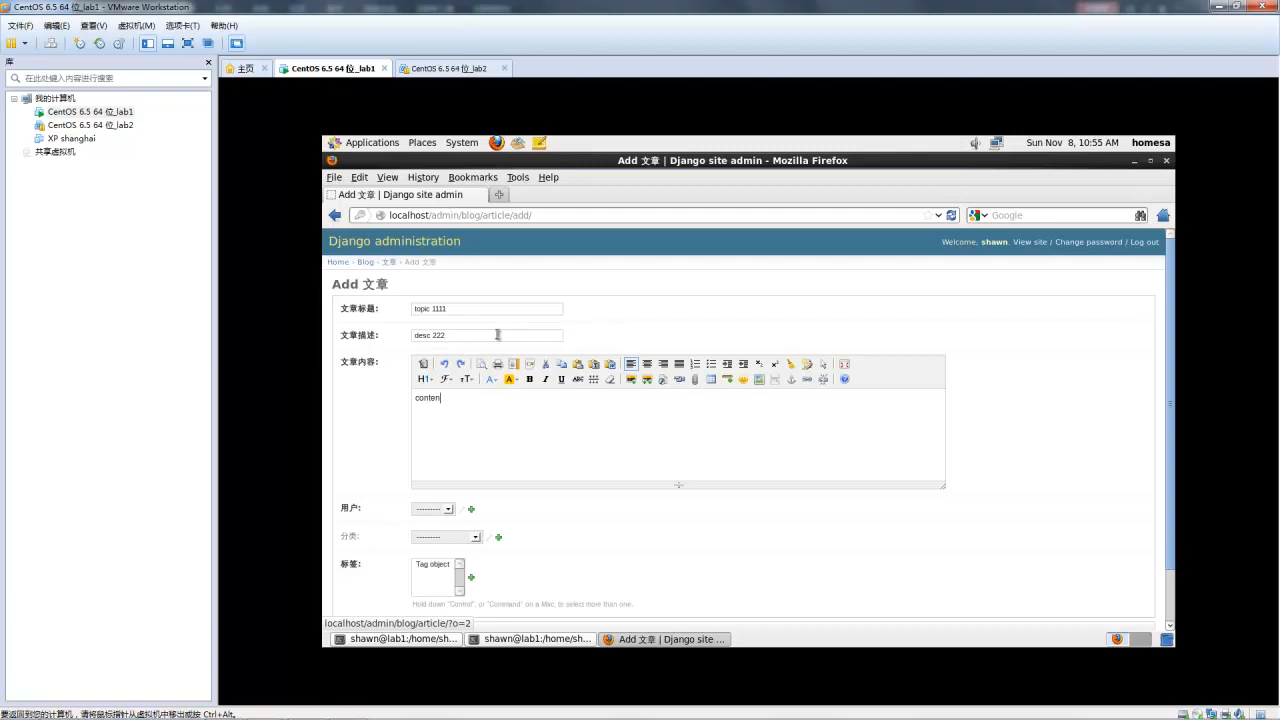 CentOS 6.5 64 位_lab1 - VMware Workstation
文件(F) 编辑(E) 查看(V) 虚拟机(M) 选项卡(T) 帮助(H)
库
在此处键入内容进行搜索
我的计算机
CentOS 6.5 64 位_lab1
CentOS 6.5 64 位_lab2
XP shanghai
共享虚拟机
主页 CentOS 6.5 64 位_lab1 CentOS 6.5 64 位_lab2
Applications Places System Sun Nov 8, 10:55 AM homesa
Add 文章 | Django site admin - Mozilla Firefox
File Edit View History Bookmarks Tools Help
Add 文章 | Django site admin
localhost/admin/blog/article/add/ Google
Django administration Welcome, shawn. View site / Change password / Log out
Home › Blog › 文章 › Add 文章
Add 文章
文章标题: topic 1111
文章描述: desc 222
文章内容:
conten
用户: ---------
分类: ---------
标签: Tag object
Hold down "Control", or "Command" on a Mac, to select more than one.
localhost/admin/blog/article/?o=2
shawn@lab1:/home/sh... shawn@lab1:/home/sh... Add 文章 | Django site ...
要返回到您的计算机，请将鼠标指针从虚拟机中移出或按 Ctrl+Alt。